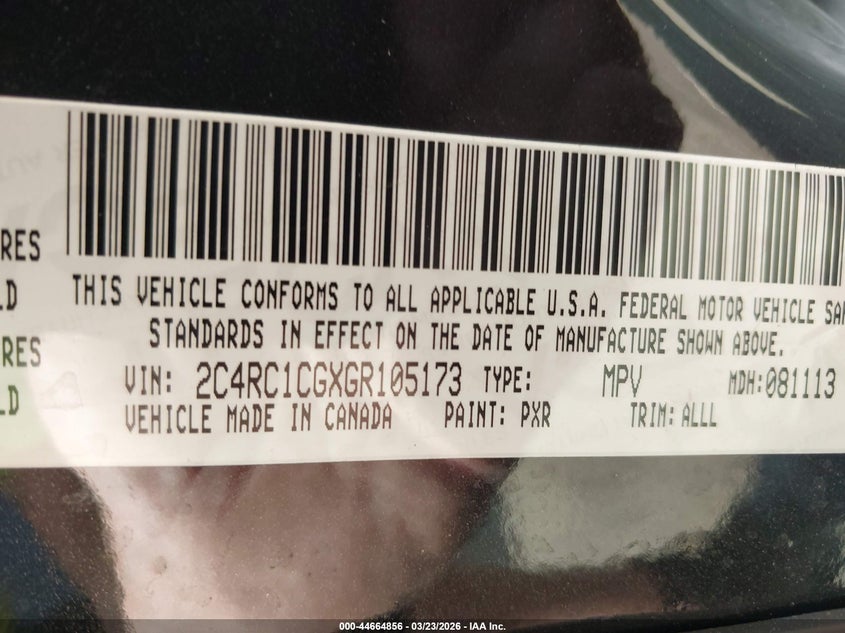 RES
LD
RES
LD
THIS VEHICLE CONFORMS TO ALL APPLICABLE U.S.A. FEDERAL MOTOR VEHICLE SA
STANDARDS IN EFFECT ON THE DATE OF MANUFACTURE SHOWN ABOVE.
VIN: 2C4RC1CGXGR105173 TYPE: MPV MDH:081113
VEHICLE MADE IN CANADA PAINT: PXR TRIM: ALLL
000-44664856 - 03/23/2026 - IAA Inc.